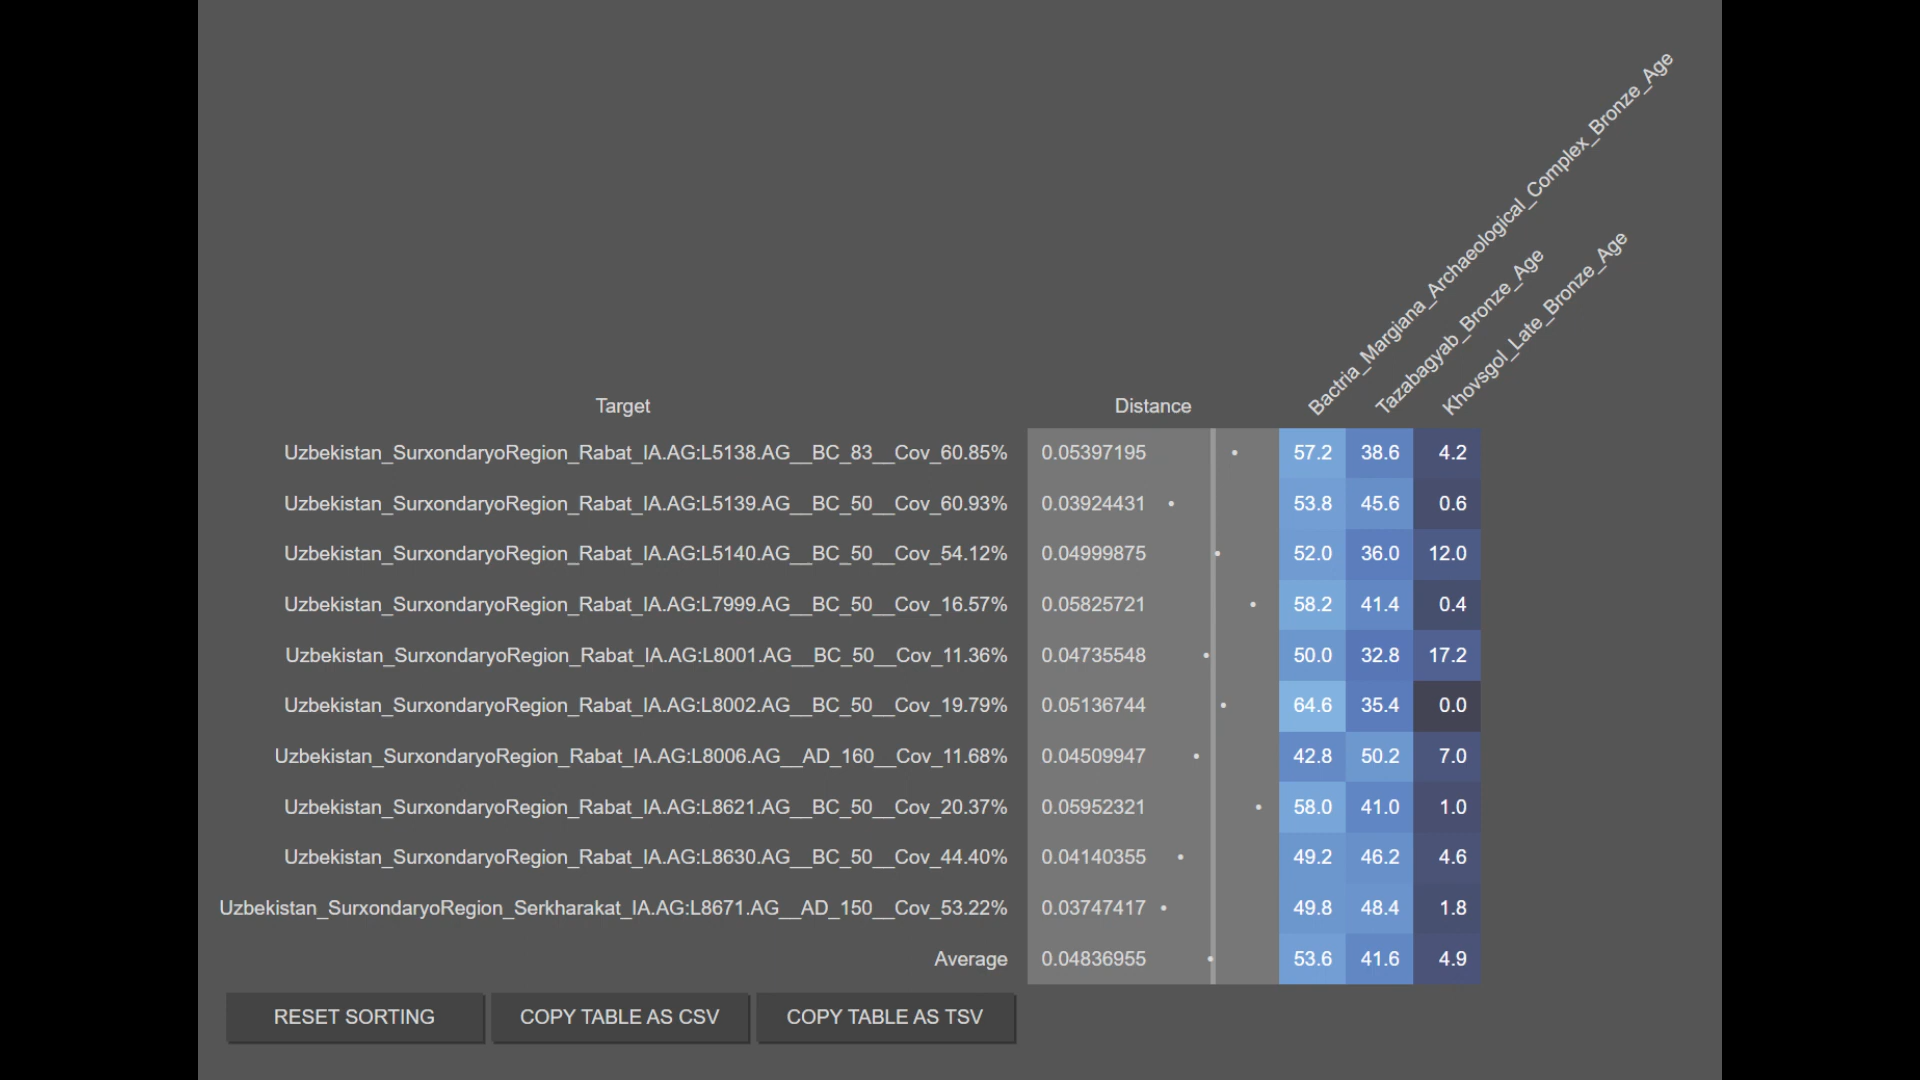 Bactria_Margiana_Archaeological_Complex_Bronze_Age
Tazabagyab_Bronze_Age
Khovsgol_Late_Bronze_Age
Target Distance
Uzbekistan_SurxondaryoRegion_Rabat_IA.AG:L5138.AG__BC_83__Cov_60.85% 0.05397195 57.2 38.6 4.2
Uzbekistan_SurxondaryoRegion_Rabat_IA.AG:L5139.AG__BC_50__Cov_60.93% 0.03924431 53.8 45.6 0.6
Uzbekistan_SurxondaryoRegion_Rabat_IA.AG:L5140.AG__BC_50__Cov_54.12% 0.04999875 52.0 36.0 12.0
Uzbekistan_SurxondaryoRegion_Rabat_IA.AG:L7999.AG__BC_50__Cov_16.57% 0.05825721 58.2 41.4 0.4
Uzbekistan_SurxondaryoRegion_Rabat_IA.AG:L8001.AG__BC_50__Cov_11.36% 0.04735548 50.0 32.8 17.2
Uzbekistan_SurxondaryoRegion_Rabat_IA.AG:L8002.AG__BC_50__Cov_19.79% 0.05136744 64.6 35.4 0.0
Uzbekistan_SurxondaryoRegion_Rabat_IA.AG:L8006.AG__AD_160__Cov_11.68% 0.04509947 42.8 50.2 7.0
Uzbekistan_SurxondaryoRegion_Rabat_IA.AG:L8621.AG__BC_50__Cov_20.37% 0.05952321 58.0 41.0 1.0
Uzbekistan_SurxondaryoRegion_Rabat_IA.AG:L8630.AG__BC_50__Cov_44.40% 0.04140355 49.2 46.2 4.6
Uzbekistan_SurxondaryoRegion_Serkharakat_IA.AG:L8671.AG__AD_150__Cov_53.22% 0.03747417 49.8 48.4 1.8
Average 0.04836955 53.6 41.6 4.9
RESET SORTING COPY TABLE AS CSV COPY TABLE AS TSV